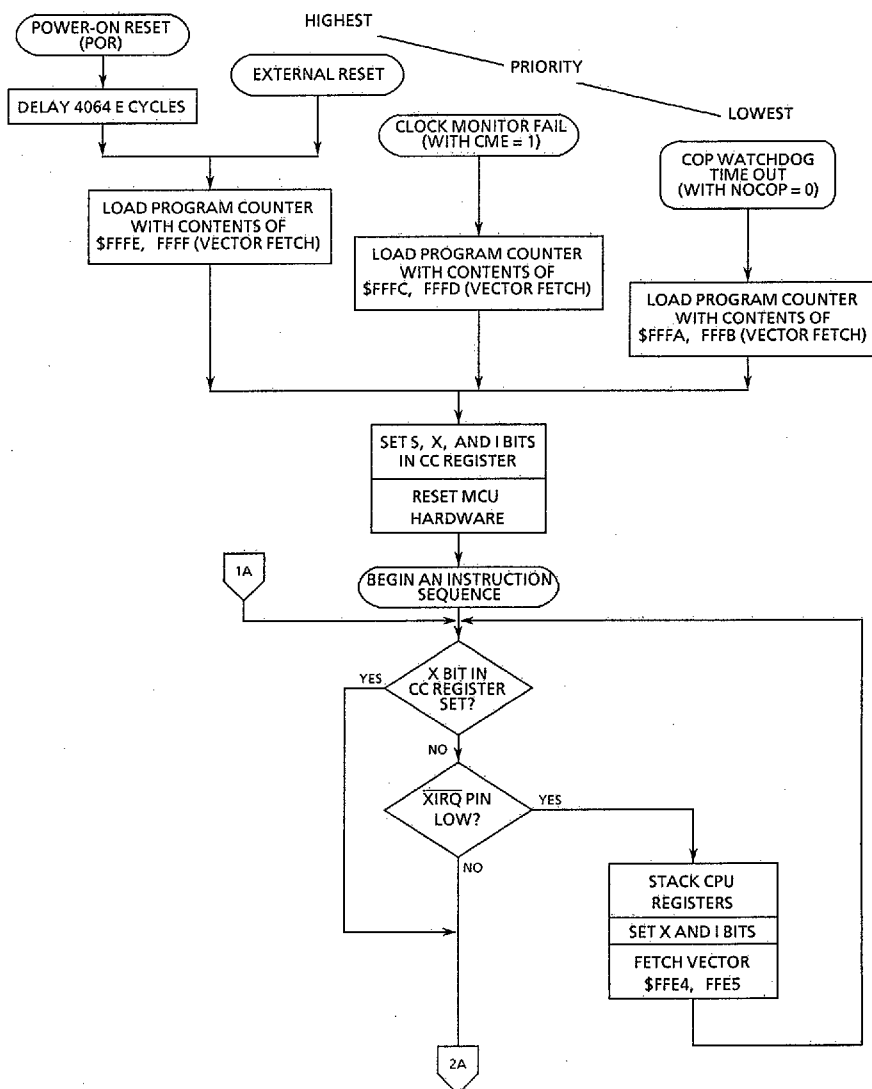 POWER-ON RESET
(POR)
HIGHEST
EXTERNAL RESET
PRIORITY
DELAY 4064 E CYCLES
LOWEST
CLOCK MONITOR FAIL
(WITH CME = 1)
COP WATCHDOG
TIME OUT
(WITH NOCOP = 0)
LOAD PROGRAM COUNTER
WITH CONTENTS OF
$FFFE, FFFF (VECTOR FETCH)
LOAD PROGRAM COUNTER
WITH CONTENTS OF
$FFFC, FFFD (VECTOR FETCH)
LOAD PROGRAM COUNTER
WITH CONTENTS OF
$FFFA, FFFB (VECTOR FETCH)
SET S, X, AND I BITS
IN CC REGISTER
RESET MCU
HARDWARE
1A
BEGIN AN INSTRUCTION
SEQUENCE
YES
X BIT IN
CC REGISTER
SET?
NO
XIRQ PIN
LOW?
YES
NO
STACK CPU
REGISTERS
SET X AND I BITS
FETCH VECTOR
$FFE4, FFE5
2A